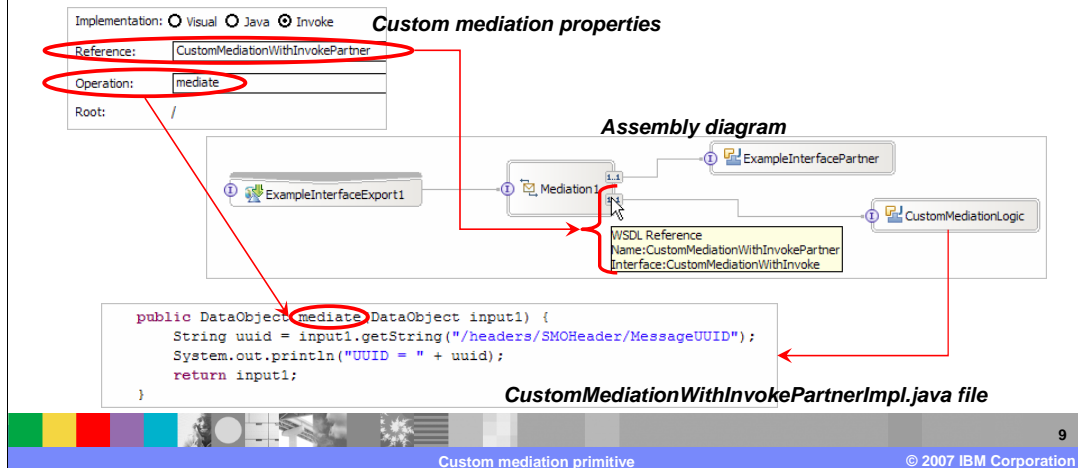 Implementation: Visual Java Invoke
Custom mediation properties
Reference: CustomMediationWithInvokePartner
Operation: mediate
Root: /
Assembly diagram
ExampleInterfacePartner
1..1
ExampleInterfaceExport1
Mediation1
1..1
CustomMediationLogic
WSDL Reference
Name:CustomMediationWithInvokePartner
Interface:CustomMediationWithInvoke
public DataObject mediate(DataObject input1) {
String uuid = input1.getString("/headers/SMOHeader/MessageUUID");
System.out.println("UUID = " + uuid);
return input1;
}
CustomMediationWithInvokePartnerImpl.java file
9
Custom mediation primitive
© 2007 IBM Corporation